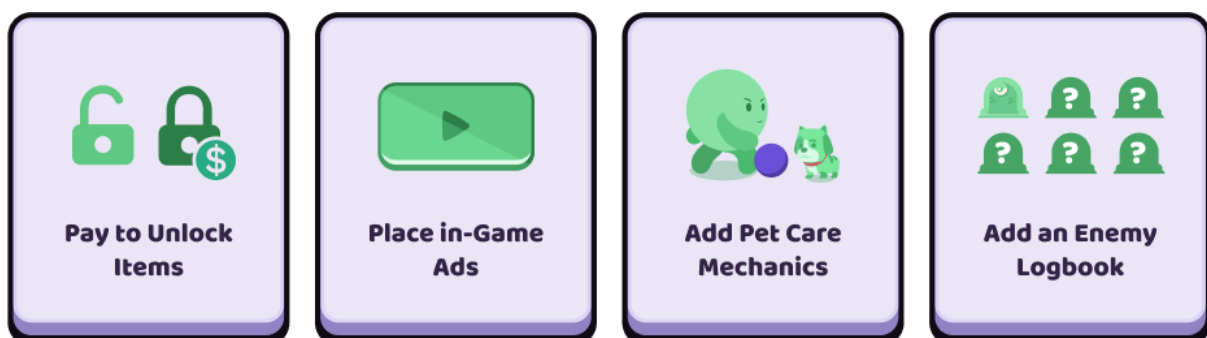 $
? ?
? ? ?
Pay to Unlock
Items
Place in-Game
Ads
Add Pet Care
Mechanics
Add an Enemy
Logbook